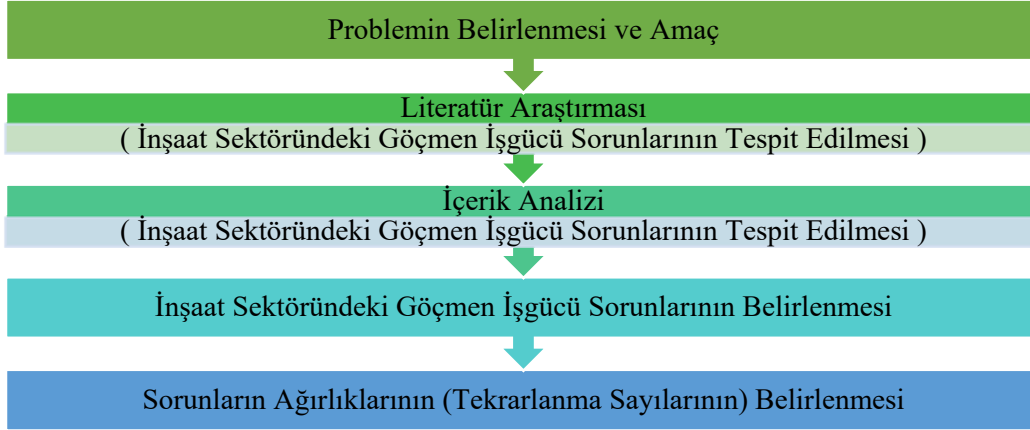 Problemin Belirlenmesi ve Amaç
Literatür Araştırması
( İnşaat Sektöründeki Göçmen İşgücü Sorunlarının Tespit Edilmesi )
İçerik Analizi
( İnşaat Sektöründeki Göçmen İşgücü Sorunlarının Tespit Edilmesi )
İnşaat Sektöründeki Göçmen İşgücü Sorunlarının Belirlenmesi
Sorunların Ağırlıklarının (Tekrarlanma Sayılarının) Belirlenmesi